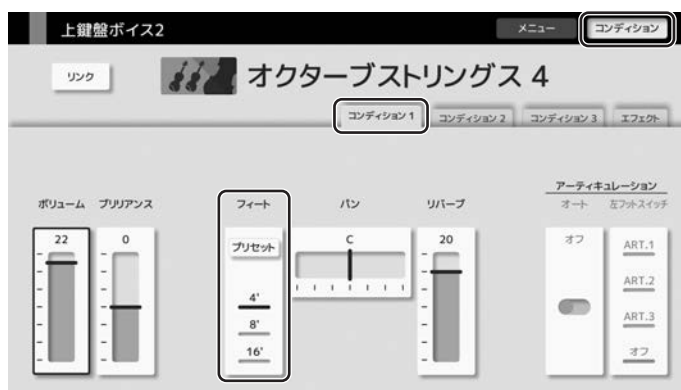 上鍵盤ボイス2
メニュー
コンディション
リンク
オクターブストリングス 4
コンディション 1
コンディション 2
コンディション 3
エフェクト
ボリューム
ブリリアンス
フィート
パン
リバーブ
アーティキュレーション
オート
左フットスイッチ
22
0
プリセット
4'
8'
16'
C
20
オフ
ART.1
ART.2
ART.3
オフ